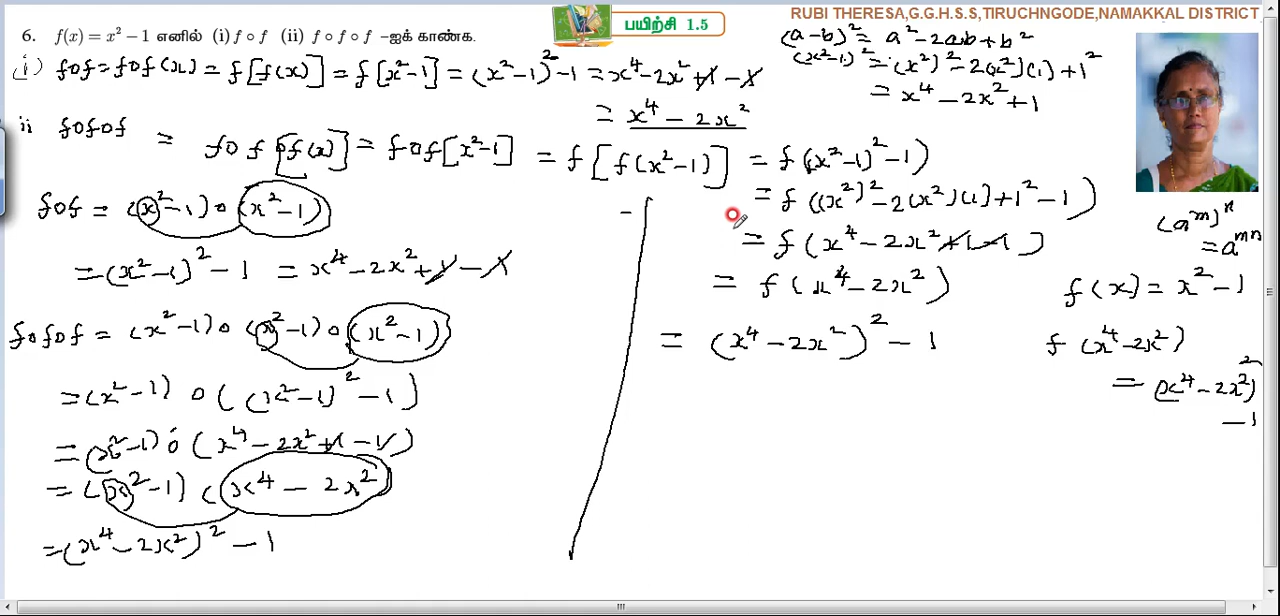 பயிற்சி 1.5
RUBI THERESA,G.G.H.S.S,TIRUCHNGODE,NAMAKKAL DISTRICT
6. f(x) = x² − 1 எனில் (i) f ∘ f (ii) f ∘ f ∘ f -ஐக் காண்க.
(a-b)² = a² - 2ab + b²
(x²-1)² = (x²)² - 2(x²)(1) + 1²
= x⁴ - 2x² + 1
(i) fof = fof(x) = f[f(x)] = f[x²-1] = (x²-1)² - 1 = x⁴ - 2x² + 1 - 1
= x⁴ - 2x²
ii fofof = fof[f(x)] = fof[x²-1] = f[f(x²-1)] = f(x²-1)² - 1)
= f((x²)² - 2(x²)(1) + 1² - 1)
= f(x⁴ - 2x² + 1 - 1)
= f(x⁴ - 2x²)
= (x⁴ - 2x²)² - 1
(aᵐ)ⁿ
= aᵐⁿ
f(x) = x² - 1
f(x⁴ - 2x²)
= (x⁴ - 2x²)²
- 1
fof = (x²-1) o (x²-1)
= (x²-1)² - 1 = x⁴ - 2x² + 1 - 1
fofof = (x²-1) o (x²-1) o (x²-1)
= (x²-1) o ((x²-1)² - 1)
= (x²-1) o (x⁴ - 2x² + 1 - 1)
= (x²-1) (x⁴ - 2x²)
= (x⁴ - 2x²)² - 1